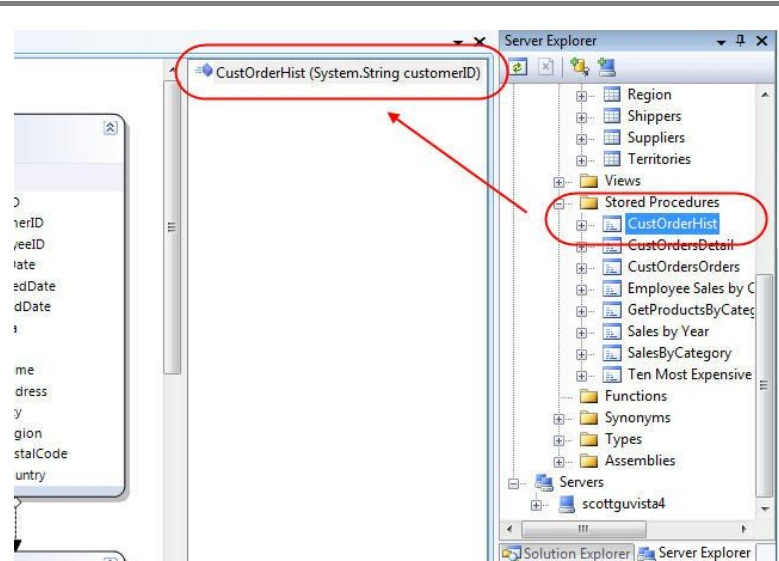 CustOrderHist (System.String customerID)
D
nerID
yeeID
Date
edDate
dDate
a
me
dress
ty
gion
stalCode
untry
Server Explorer
Region
Shippers
Suppliers
Territories
Views
Stored Procedures
CustOrderHist
CustOrdersDetail
CustOrdersOrders
Employee Sales by C
GetProductsByCateg
Sales by Year
SalesByCategory
Ten Most Expensive
Functions
Synonyms
Types
Assemblies
Servers
scottguvista4
Solution Explorer Server Explorer